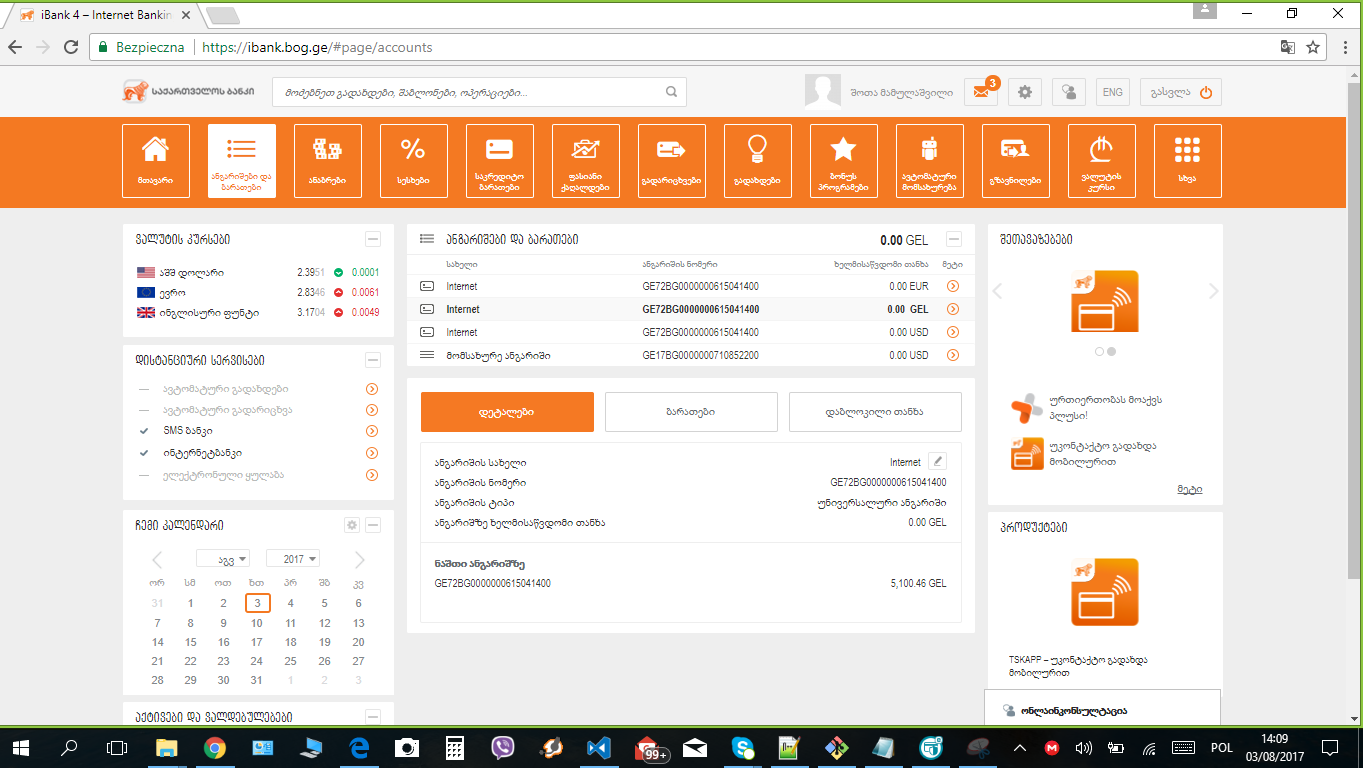 iBank 4 – Internet Bankin
Bezpieczna
https://ibank.bog.ge/#page/accounts
საქართველოს ბანკი
მოძებნეთ გადახდები, შაბლონები, ოპერაციები...
შოთა მამულაშვილი
3
ENG
გასვლა
მთავარი
ანგარიშები და ბარათები
ანაბრები
სესხები
საკრედიტო ბარათები
ფასიანი ქაღალდები
გადარიცხვები
გადახდები
ბონუს პროგრამები
ავტომატური მომსახურება
გზავნილები
ვალუტის კურსი
სხვა
ვალუტის კურსები
აშშ დოლარი 2.3951 0.0001
ევრო 2.8346 0.0061
ინგლისური ფუნტი 3.1704 0.0049
დისტანციური სერვისები
ავტომატური გადახდები
ავტომატური გადარიცხვა
SMS ბანკი
ინტერნეტბანკი
ელექტრონული ყულაბა
ჩემი კალენდარი
აგვ 2017
ორ სმ ოთ ხთ პრ შბ კვ
31 1 2 3 4 5 6
7 8 9 10 11 12 13
14 15 16 17 18 19 20
21 22 23 24 25 26 27
28 29 30 31 1 2 3
აქტივები და ვალდებულებები
ანგარიშები და ბარათები 0.00 GEL
სახელი ანგარიშის ნომერი ხელმისაწვდომი თანხა მეტი
Internet GE72BG0000000615041400 0.00 EUR
Internet GE72BG0000000615041400 0.00 GEL
Internet GE72BG0000000615041400 0.00 USD
მომსახურე ანგარიში GE17BG0000000710852200 0.00 USD
დეტალები
ბარათები
დაბლოკილი თანხა
ანგარიშის სახელი Internet
ანგარიშის ნომერი GE72BG0000000615041400
ანგარიშის ტიპი უნივერსალური ანგარიში
ანგარიშზე ხელმისაწვდომი თანხა 0.00 GEL
ნაშთი ანგარიშზე
GE72BG0000000615041400 5,100.46 GEL
შეთავაზებები
ურთიერთობას მოაქვს პლუსი!
უკონტაქტო გადახდა მობილურით
მეტი
პროდუქტები
TSKAPP – უკონტაქტო გადახდა მობილურით
ონლაინკონსულტაცია
99+
POL
14:09
03/08/2017